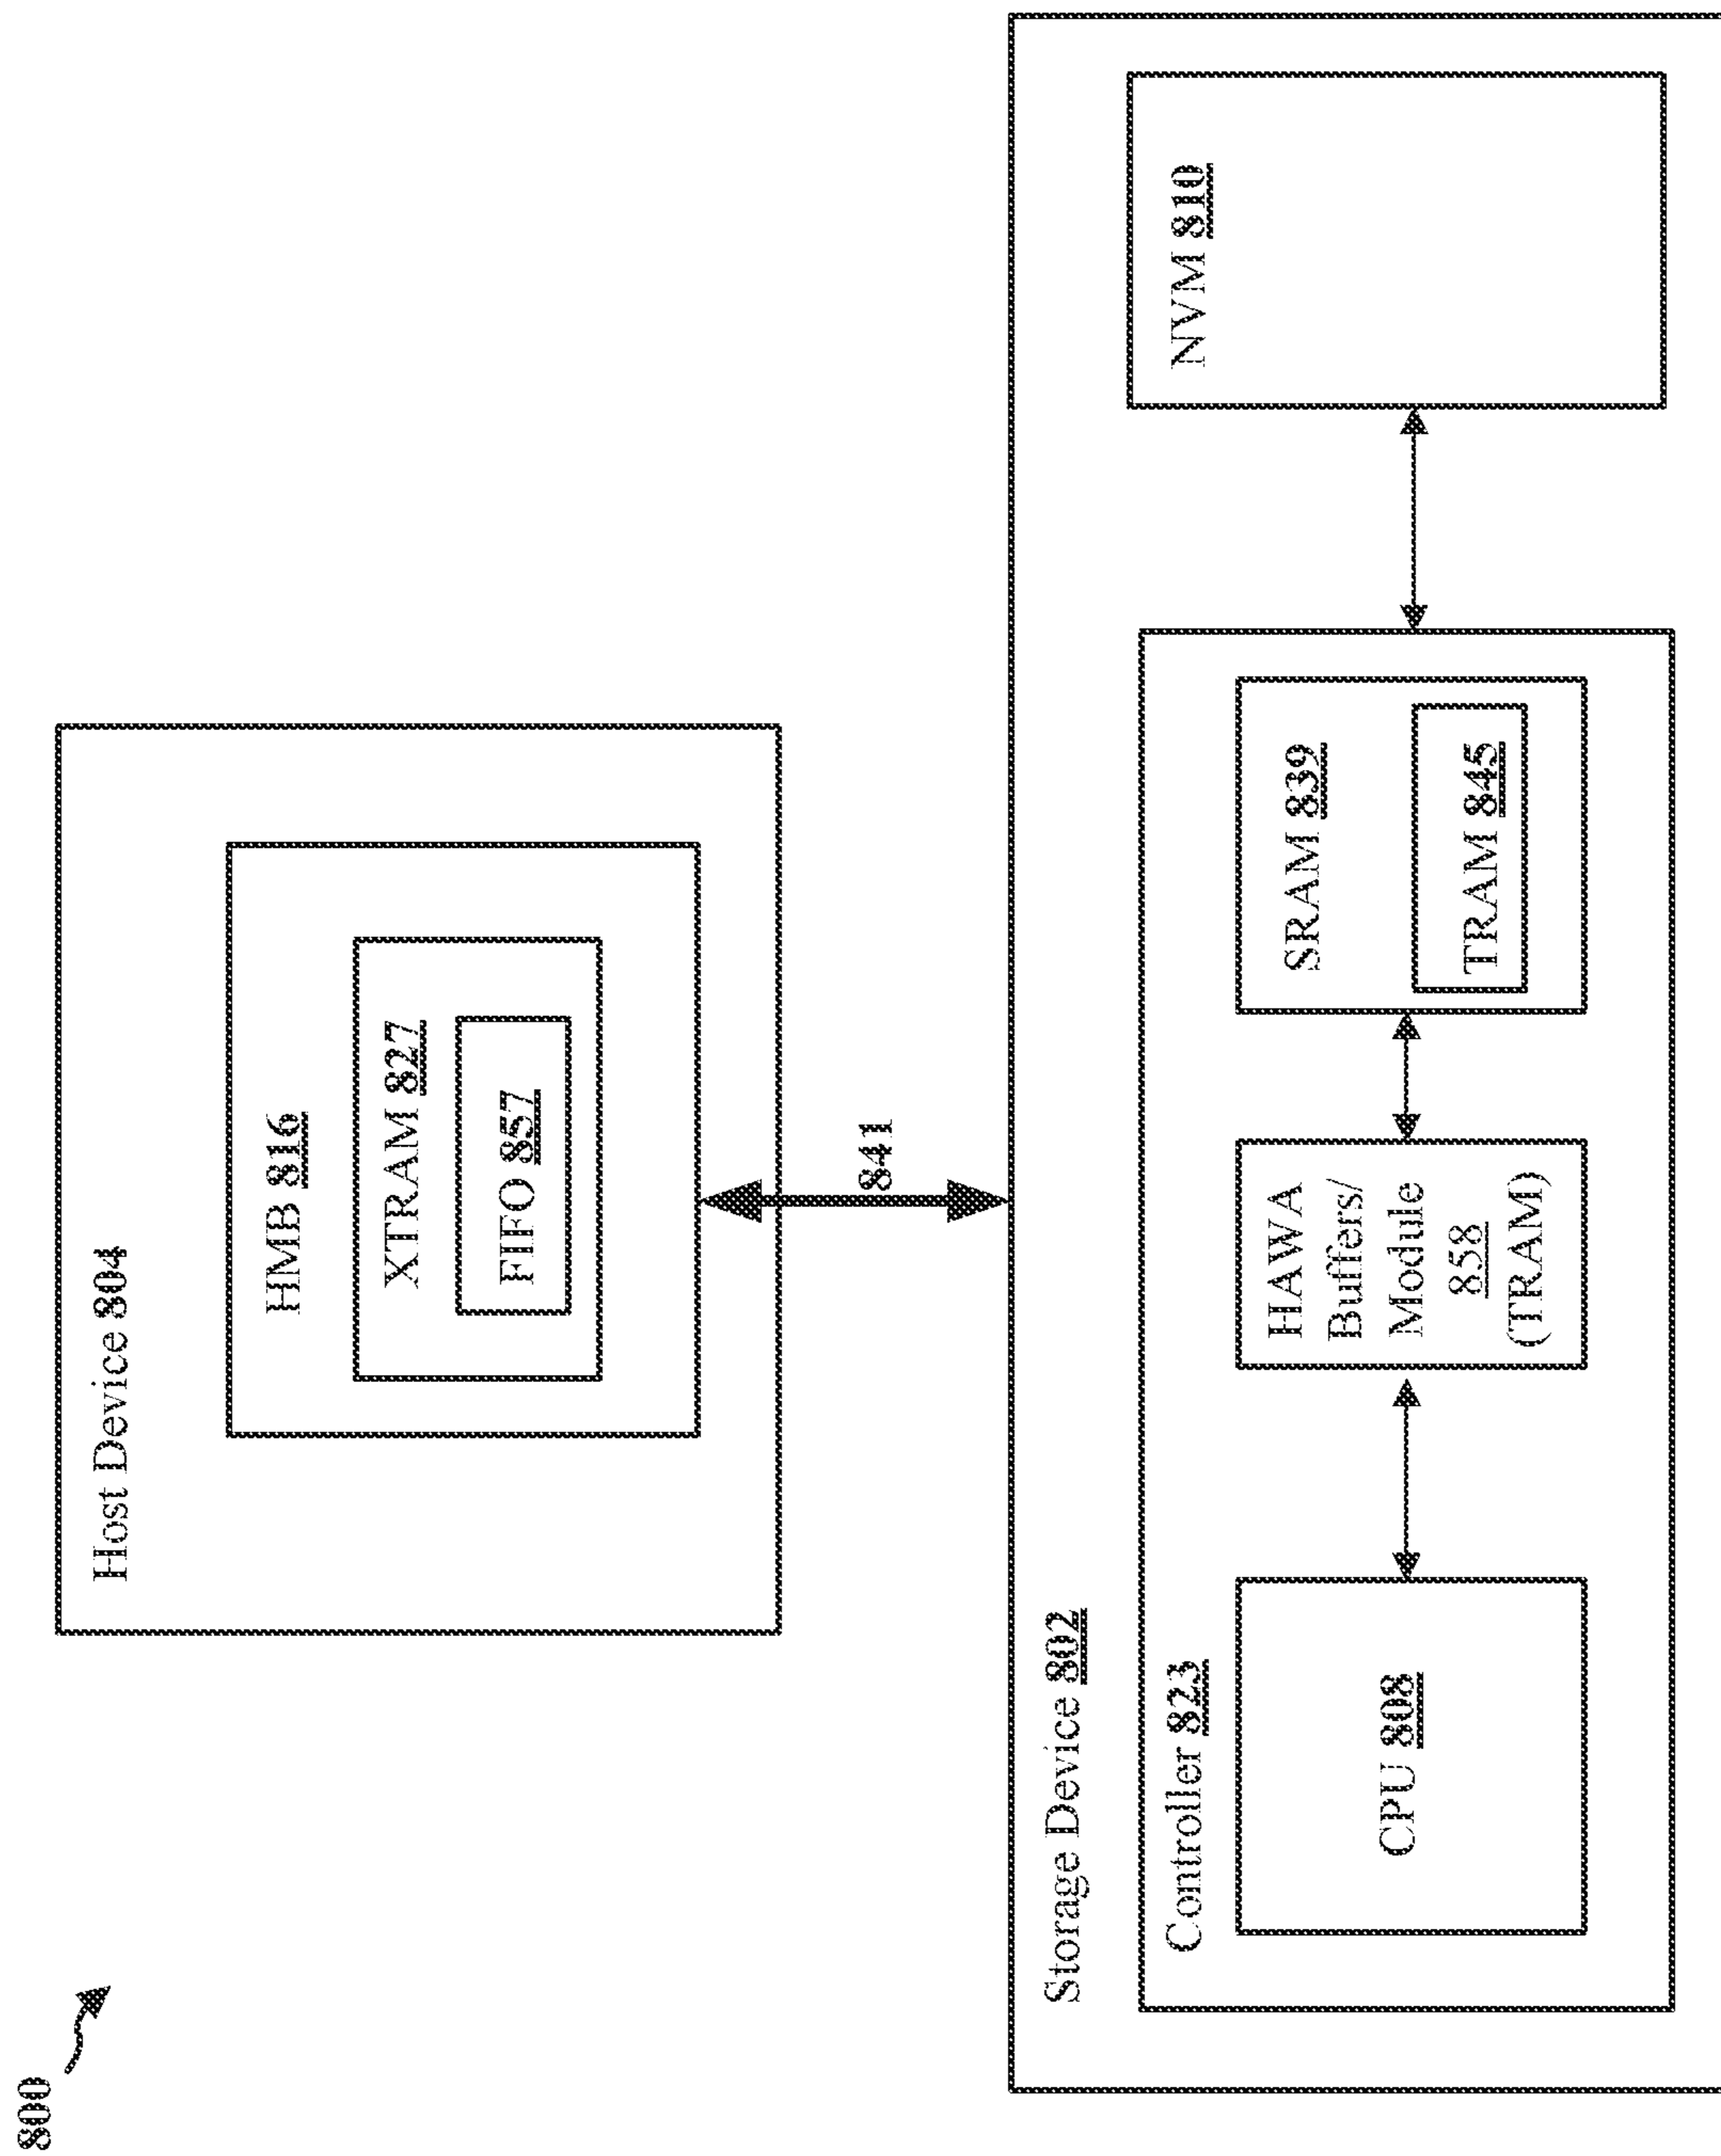 800
Host Device 804
HMB 816
XTRAM 827
FIFO 857
841
Storage Device 802
Controller 823
CPU 808
HAWA
Buffers/
Module
858
(TRAM)
SRAM 839
TRAM 845
NVM 810